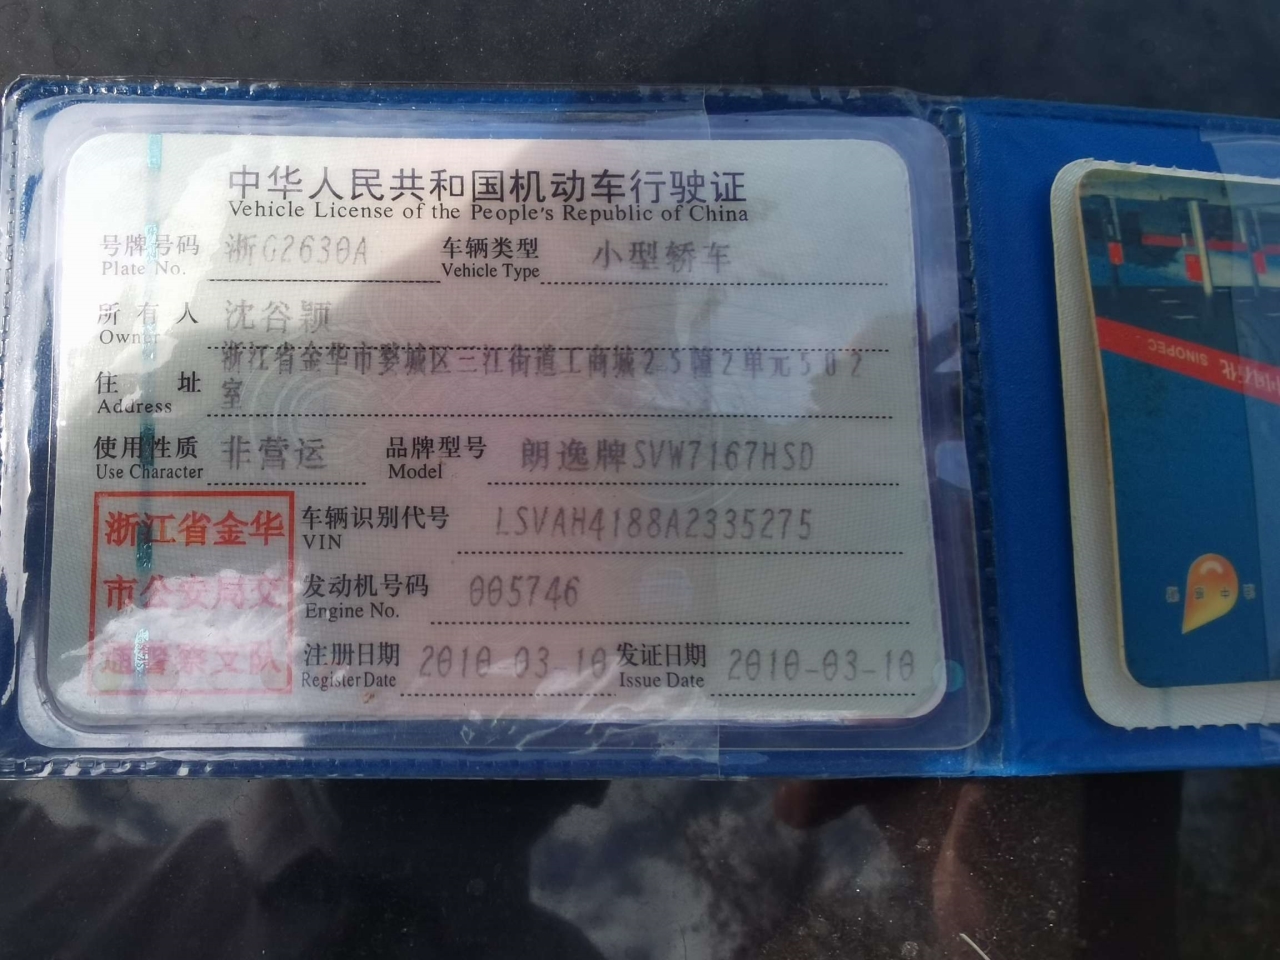 中华人民共和国机动车行驶证
Vehicle License of the People's Republic of China
号牌号码 浙G2630A 车辆类型 小型轿车
Plate No. Vehicle Type
所有人 沈谷颖
Owner
浙江省金华市婺城区三江街道工商城25幢2单元502
住址 室
Address
使用性质 非营运 品牌型号 朗逸牌SVW7167HSD
Use Character Model
浙江省金华
市公安局交
通警察支队
车辆识别代号 LSVAH4188A2335275
VIN
发动机号码 005746
Engine No.
注册日期 2010-03-10 发证日期 2010-03-10
Register Date Issue Date
中国石化 SINOPEC